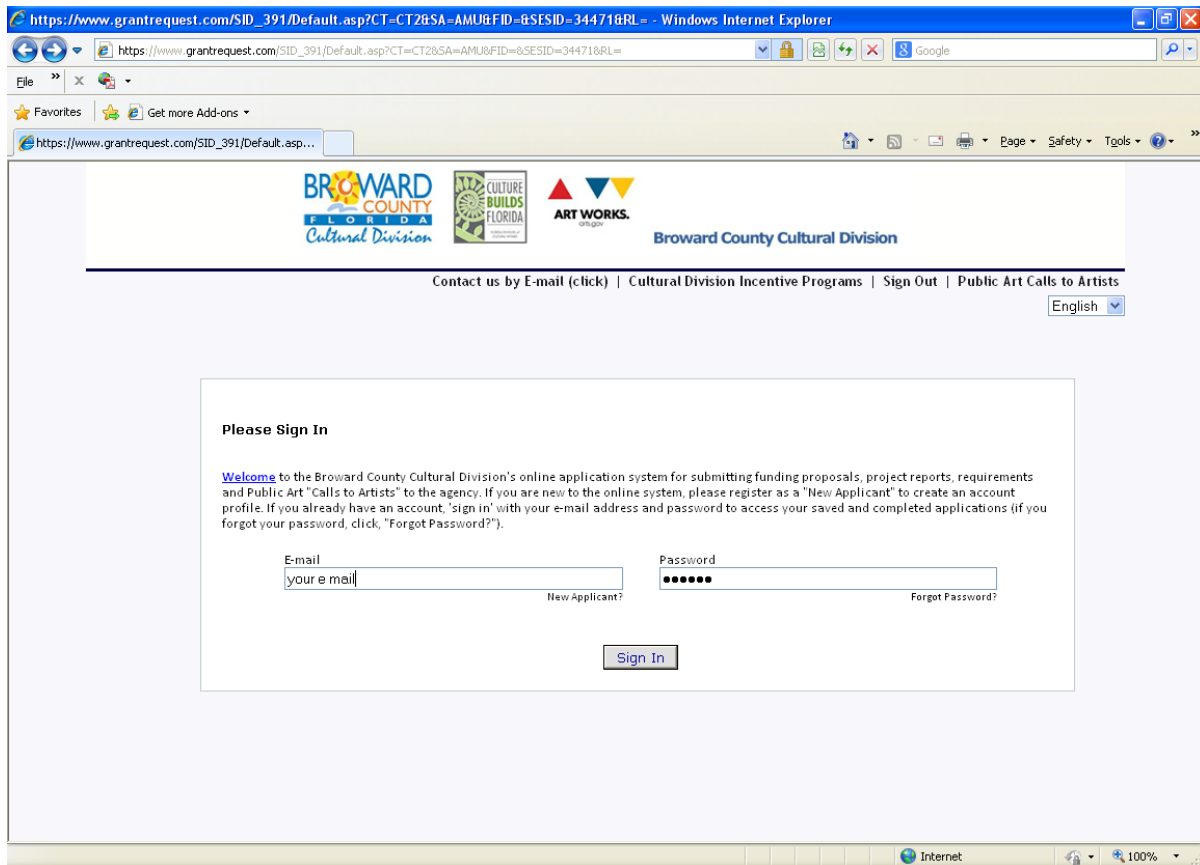 https://www.grantrequest.com/SID_391/Default.asp?CT=CT2&SA=AMU&FID=&SESID=34471&RL= - Windows Internet Explorer
https://www.grantrequest.com/SID_391/Default.asp?CT=CT2&SA=AMU&FID=&SESID=34471&RL=
Google
File
Favorites
Get more Add-ons
https://www.grantrequest.com/SID_391/Default.asp...
Page Safety Tools
BROWARD
COUNTY
FLORIDA
Cultural Division
CULTURE
BUILDS
FLORIDA
ART WORKS.
arts.gov
Broward County Cultural Division
Contact us by E-mail (click) | Cultural Division Incentive Programs | Sign Out | Public Art Calls to Artists
English
Please Sign In
Welcome to the Broward County Cultural Division's online application system for submitting funding proposals, project reports, requirements
and Public Art "Calls to Artists" to the agency. If you are new to the online system, please register as a "New Applicant" to create an account
profile. If you already have an account, 'sign in' with your e-mail address and password to access your saved and completed applications (if you
forgot your password, click, "Forgot Password?").
E-mail Password
your e mail ●●●●●●
New Applicant? Forgot Password?
Sign In
Internet 100%